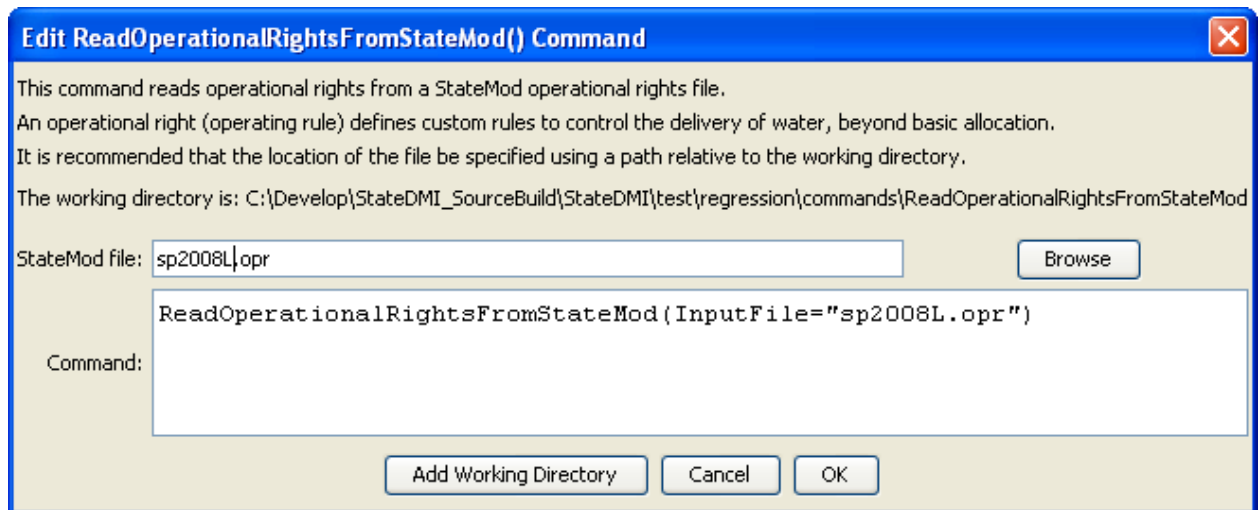 Edit ReadOperationalRightsFromStateMod() Command
This command reads operational rights from a StateMod operational rights file.
An operational right (operating rule) defines custom rules to control the delivery of water, beyond basic allocation.
It is recommended that the location of the file be specified using a path relative to the working directory.
The working directory is: C:\Develop\StateDMI_SourceBuild\StateDMI\test\regression\commands\ReadOperationalRightsFromStateMod
StateMod file: sp2008L.opr Browse
ReadOperationalRightsFromStateMod(InputFile="sp2008L.opr")
Command:
Add Working Directory Cancel OK